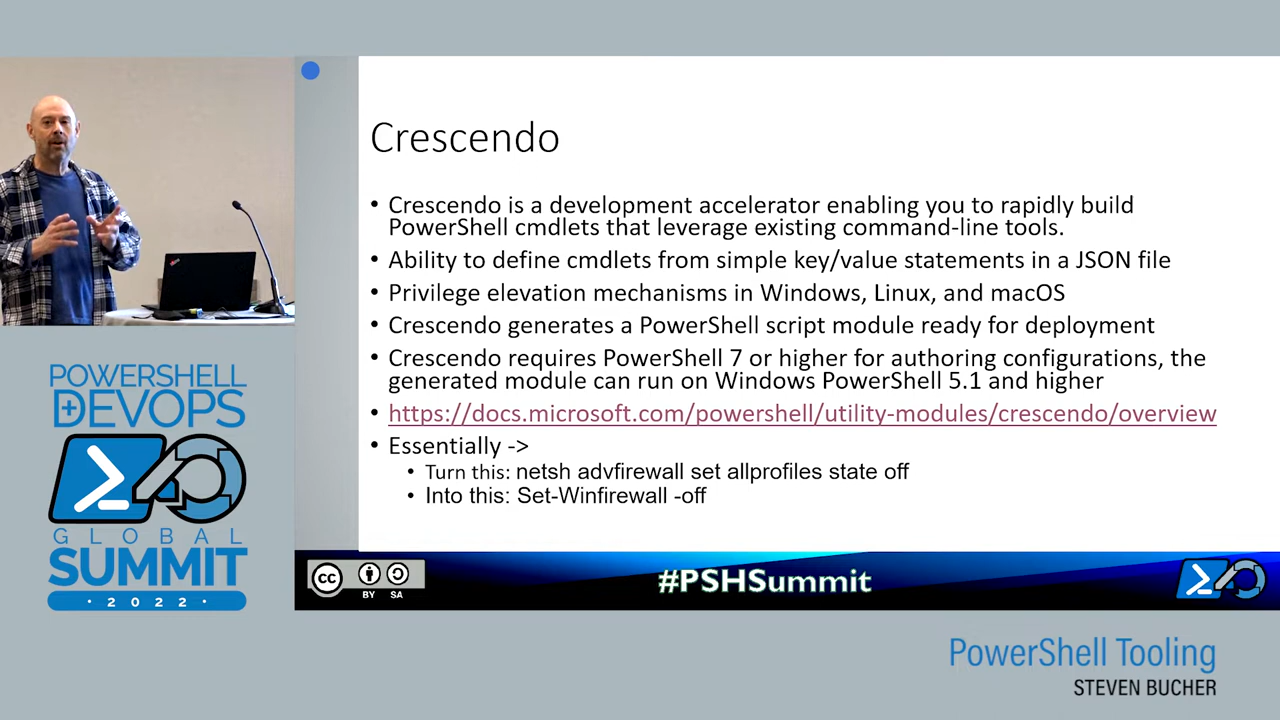 Crescendo
• Crescendo is a development accelerator enabling you to rapidly build
PowerShell cmdlets that leverage existing command-line tools.
• Ability to define cmdlets from simple key/value statements in a JSON file
• Privilege elevation mechanisms in Windows, Linux, and macOS
• Crescendo generates a PowerShell script module ready for deployment
• Crescendo requires PowerShell 7 or higher for authoring configurations, the
generated module can run on Windows PowerShell 5.1 and higher
• https://docs.microsoft.com/powershell/utility-modules/crescendo/overview
• Essentially ->
• Turn this: netsh advfirewall set allprofiles state off
• Into this: Set-Winfirewall -off
POWERSHELL
DEVOPS
GLOBAL
SUMMIT
· 2022 ·
CC
BY SA
#PSHSummit
PowerShell Tooling
STEVEN BUCHER